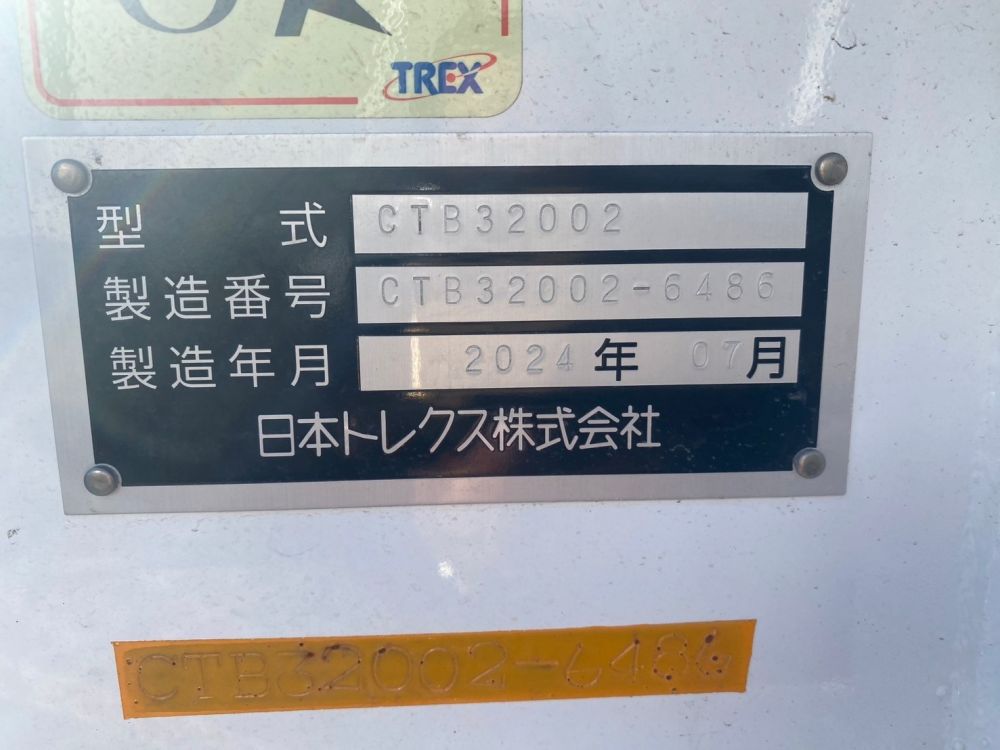 TREX
型式 CTB32002
製造番号 CTB32002-6486
製造年月 2024年 07月
日本トレクス株式会社
CTB32002-6486